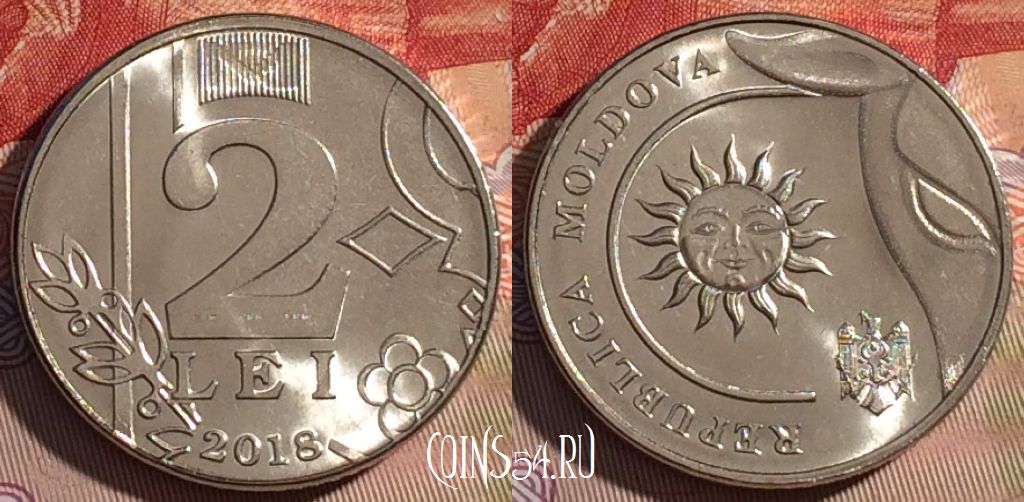 2
LEI
2018
REPUBLICA MOLDOVA
COINS54.RU